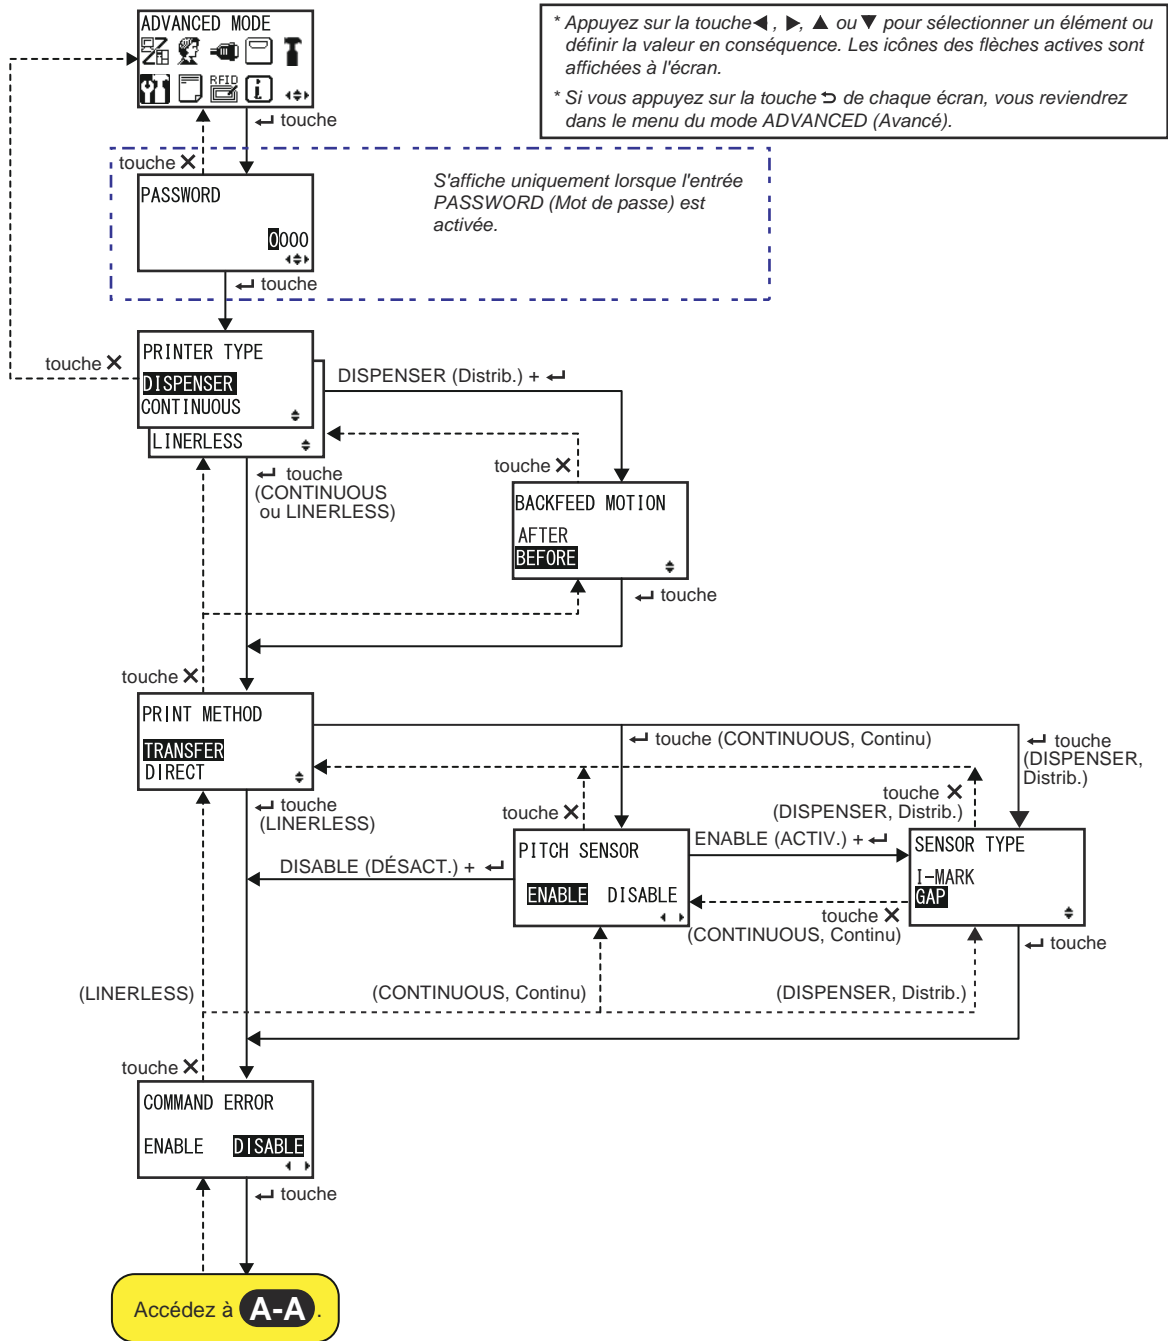 ADVANCED MODE
RFID
* Appuyez sur la touche ◀ , ▶, ▲ ou ▼ pour sélectionner un élément ou
définir la valeur en conséquence. Les icônes des flèches actives sont
affichées à l'écran.
* Si vous appuyez sur la touche ⮌ de chaque écran, vous reviendrez
dans le menu du mode ADVANCED (Avancé).
↵ touche
touche ✕
PASSWORD
0000
S'affiche uniquement lorsque l'entrée
PASSWORD (Mot de passe) est
activée.
↵ touche
touche ✕
PRINTER TYPE
DISPENSER
CONTINUOUS
LINERLESS
DISPENSER (Distrib.) + ↵
↵ touche
(CONTINUOUS
ou LINERLESS)
touche ✕
BACKFEED MOTION
AFTER
BEFORE
↵ touche
touche ✕
PRINT METHOD
TRANSFER
DIRECT
↵ touche (CONTINUOUS, Continu)
↵ touche
(DISPENSER,
Distrib.)
↵ touche
(LINERLESS)
touche ✕
touche ✕
(DISPENSER, Distrib.)
DISABLE (DÉSACT.) + ↵
PITCH SENSOR
ENABLE DISABLE
ENABLE (ACTIV.) + ↵
SENSOR TYPE
I-MARK
GAP
touche ✕
(CONTINUOUS, Continu)
↵ touche
(LINERLESS)
(CONTINUOUS, Continu)
(DISPENSER, Distrib.)
touche ✕
COMMAND ERROR
ENABLE DISABLE
↵ touche
Accédez à A-A .